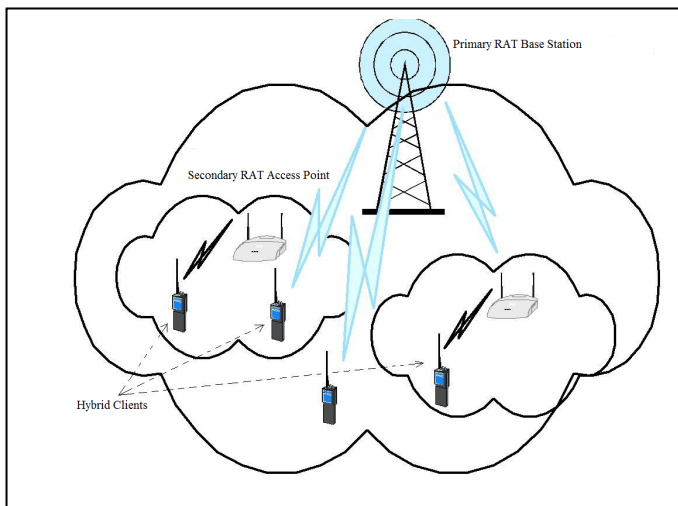 Primary RAT Base Station
Secondary RAT Access Point
Hybrid Clients